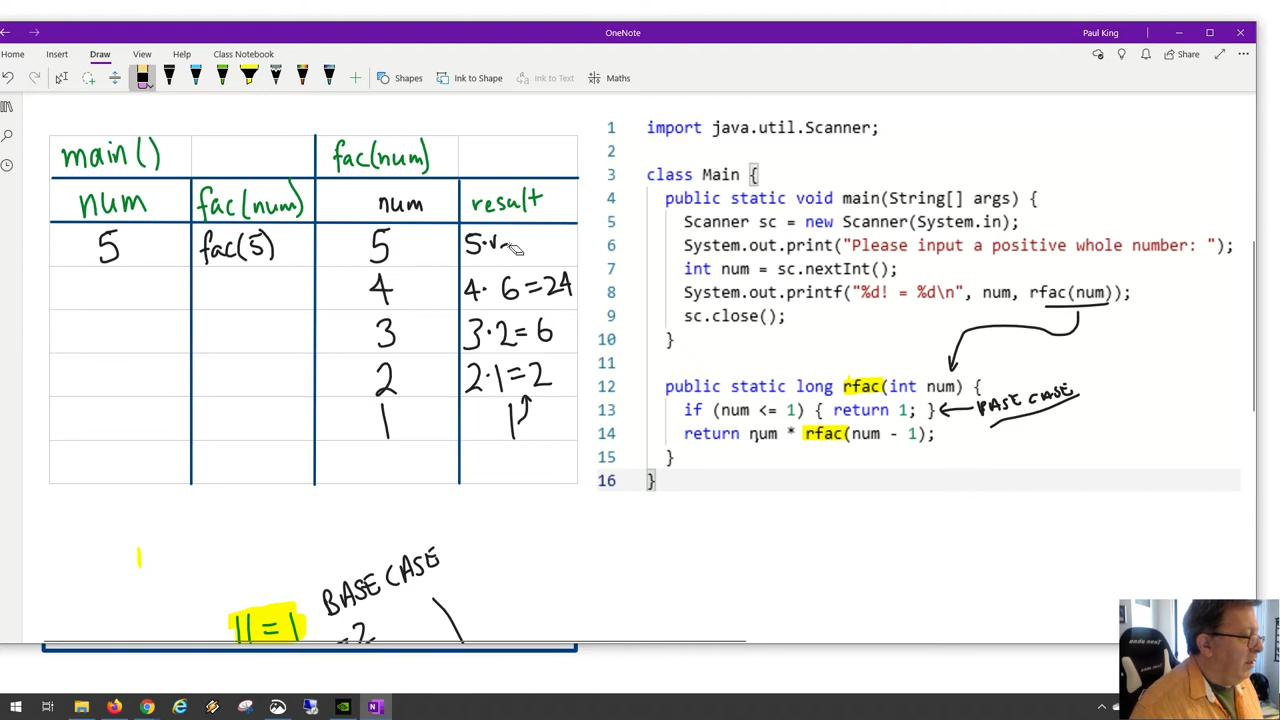 OneNote
Paul King
Home Insert Draw View Help Class Notebook
Share
Shapes Ink to Shape Ink to Text Maths
main() fac(num)
num fac(num) num result
5 fac(5) 5 5·
4 4· 6=24
3 3·2=6
2 2·1=2
1 1
1 import java.util.Scanner;
2
3 class Main {
4 public static void main(String[] args) {
5 Scanner sc = new Scanner(System.in);
6 System.out.print("Please input a positive whole number: ");
7 int num = sc.nextInt();
8 System.out.printf("%d! = %d\n", num, rfac(num));
9 sc.close();
10 }
11
12 public static long rfac(int num) {
13 if (num <= 1) { return 1; } BASE CASE
14 return num * rfac(num - 1);
15 }
16 }
BASE CASE
1! = 1